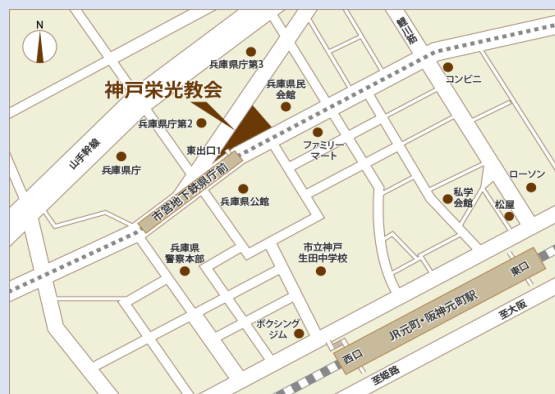 N
兵庫県庁第3
鯉川筋
神戸栄光教会
兵庫県民
会館
コンビニ
兵庫県庁第2
東出口1
ファミリー
マート
山手幹線
兵庫県庁
市営地下鉄県庁前
兵庫県公館
私学
会館
ローソン
松屋
兵庫県
警察本部
市立神戸
生田中学校
東口
JR元町・阪神元町駅
至大阪
ボクシング
ジム
西口
至姫路